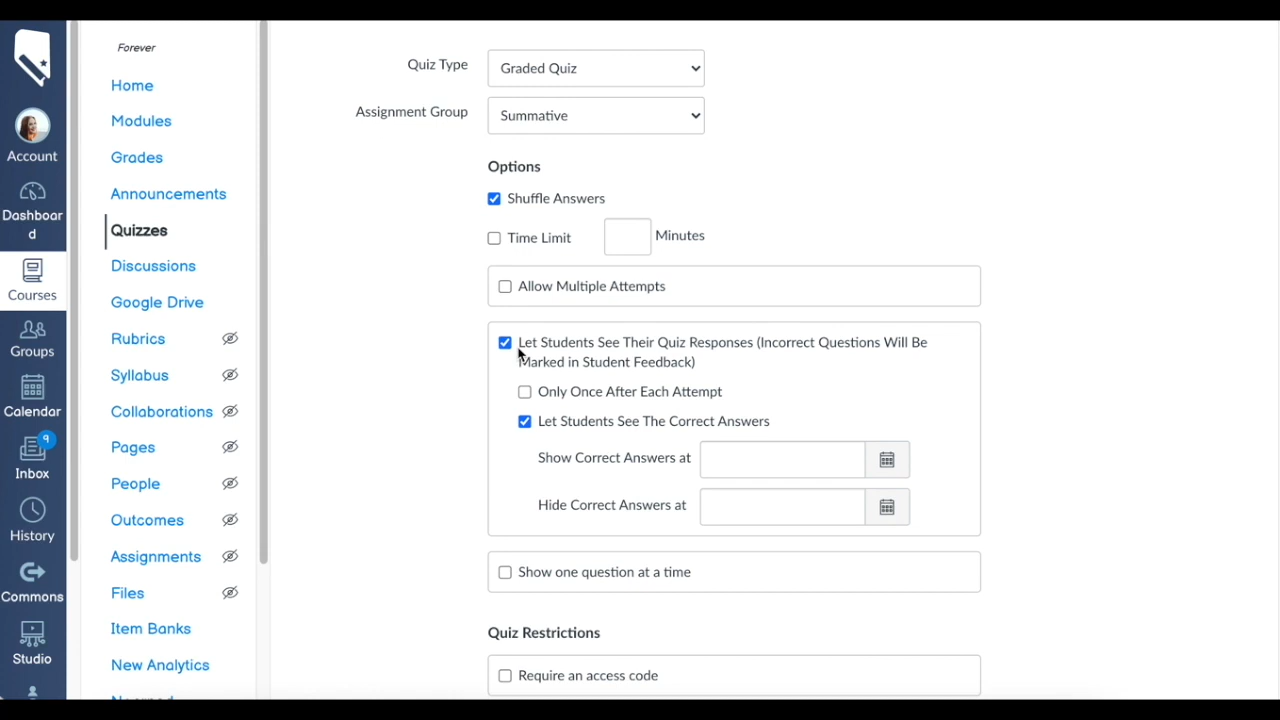 Forever
Home
Modules
Grades
Announcements
Quizzes
Discussions
Google Drive
Rubrics
Syllabus
Collaborations
Pages
People
Outcomes
Assignments
Files
Item Banks
New Analytics
Account
Dashboar
d
Courses
Groups
Calendar
9
Inbox
History
Commons
Studio
Quiz Type
Graded Quiz
Assignment Group
Summative
Options
Shuffle Answers
Time Limit Minutes
Allow Multiple Attempts
Let Students See Their Quiz Responses (Incorrect Questions Will Be
Marked in Student Feedback)
Only Once After Each Attempt
Let Students See The Correct Answers
Show Correct Answers at
Hide Correct Answers at
Show one question at a time
Quiz Restrictions
Require an access code